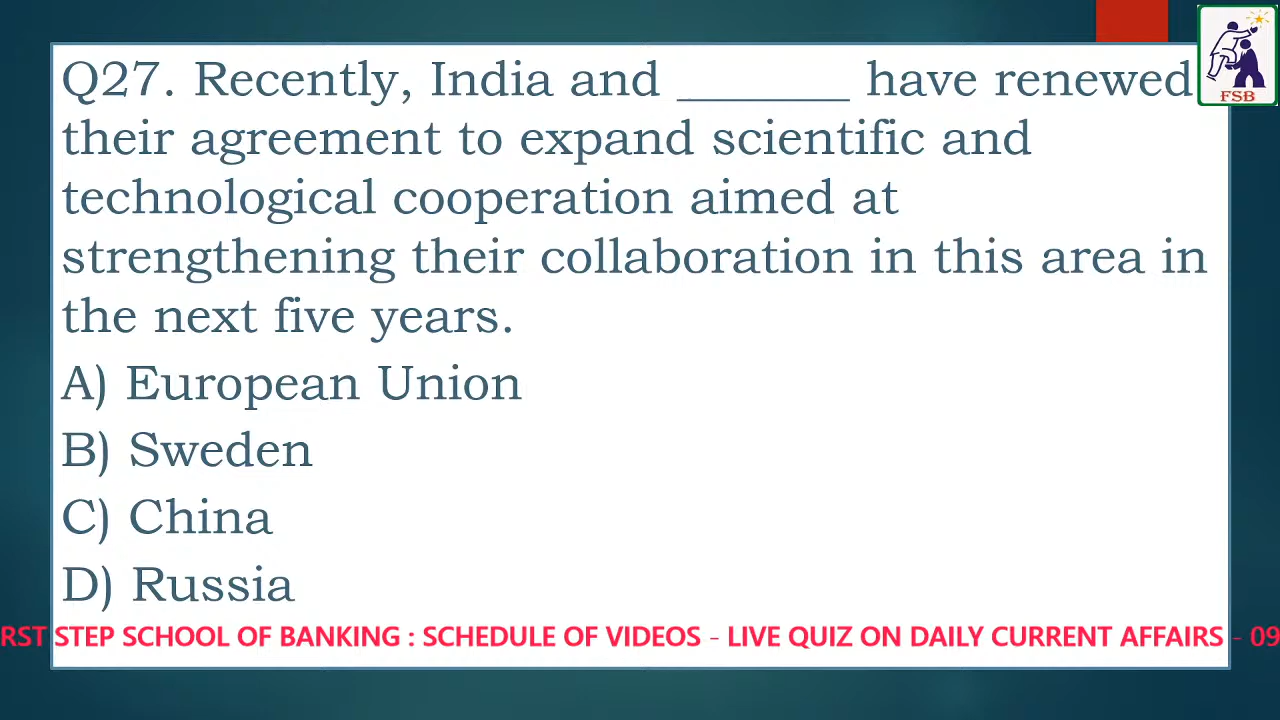 Q27. Recently, India and _______ have renewed
their agreement to expand scientific and
technological cooperation aimed at
strengthening their collaboration in this area in
the next five years.
A) European Union
B) Sweden
C) China
D) Russia
RST STEP SCHOOL OF BANKING : SCHEDULE OF VIDEOS - LIVE QUIZ ON DAILY CURRENT AFFAIRS - 09
FSB